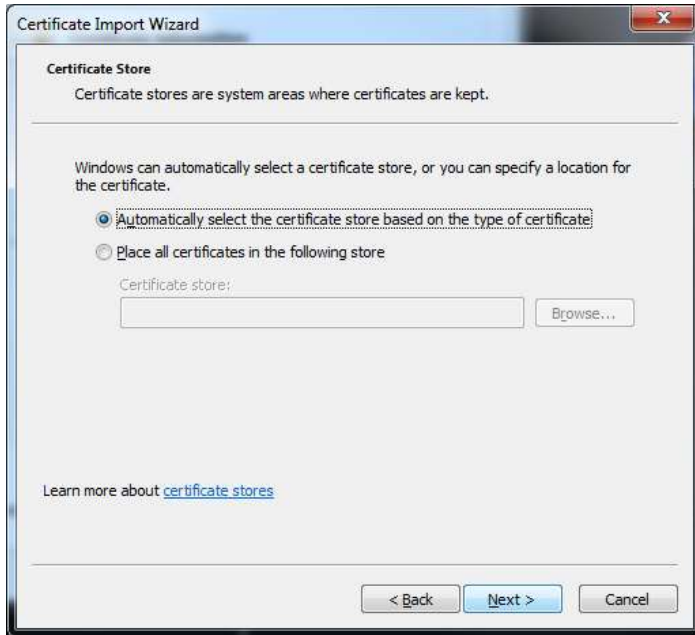 Certificate Import Wizard
Certificate Store
Certificate stores are system areas where certificates are kept.
Windows can automatically select a certificate store, or you can specify a location for
the certificate.
Automatically select the certificate store based on the type of certificate
Place all certificates in the following store
Certificate store:
Browse...
Learn more about certificate stores
< Back Next > Cancel